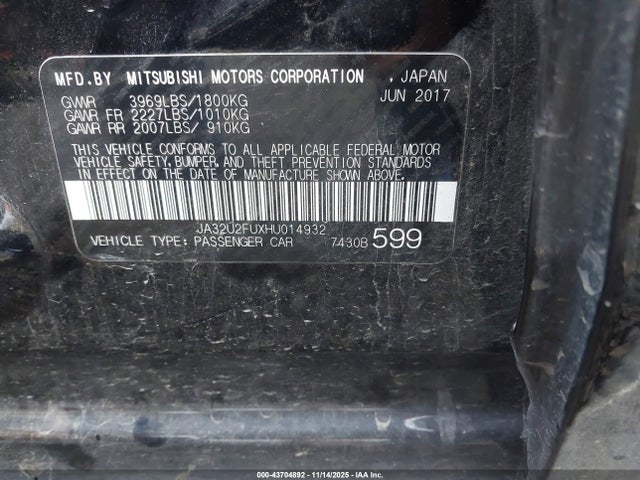 MFD.BY MITSUBISHI MOTORS CORPORATION , JAPAN
GVWR 3969LBS/1800KG JUN 2017
GAWR FR 2227LBS/1010KG
GAWR RR 2007LBS/ 910KG
THIS VEHICLE CONFORMS TO ALL APPLICABLE FEDERAL MOTOR
VEHICLE SAFETY, BUMPER, AND THEFT PREVENTION STANDARDS
IN EFFECT ON THE DATE OF MANUFACTURE SHOWN ABOVE.
JA32U2FUXHU014932
VEHICLE TYPE: PASSENGER CAR 7430B 599
000-43704892 - 11/14/2025 - IAA Inc.